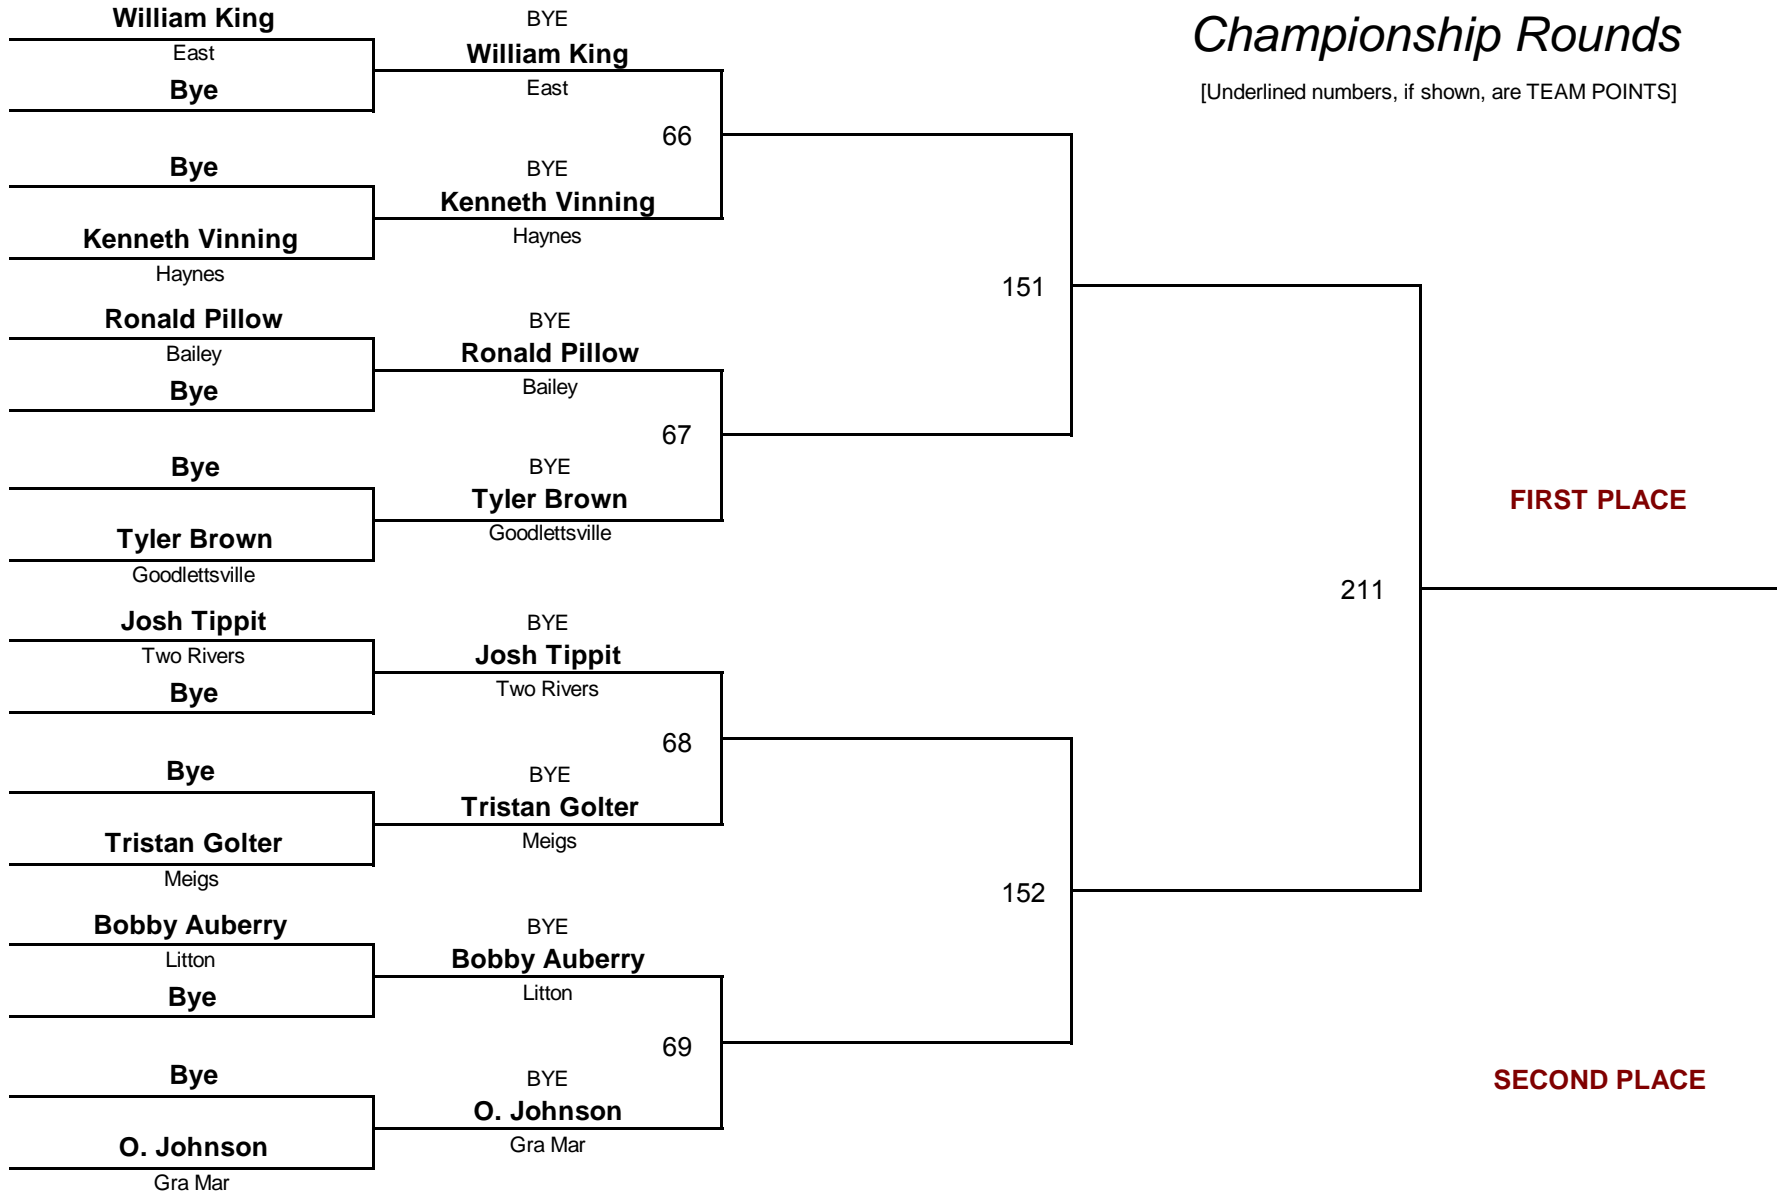 William King
East
Bye
Bye
Kenneth Vinning
Haynes
Ronald Pillow
Bailey
Bye
Bye
Tyler Brown
Goodlettsville
Josh Tippit
Two Rivers
Bye
Bye
Tristan Golter
Meigs
Bobby Auberry
Litton
Bye
Bye
O. Johnson
Gra Mar
BYE
William King
East
66
BYE
Kenneth Vinning
Haynes
BYE
Ronald Pillow
Bailey
67
BYE
Tyler Brown
Goodlettsville
BYE
Josh Tippit
Two Rivers
68
BYE
Tristan Golter
Meigs
BYE
Bobby Auberry
Litton
69
BYE
O. Johnson
Gra Mar
151
152
Championship Rounds
[Underlined numbers, if shown, are TEAM POINTS]
211
FIRST PLACE
SECOND PLACE